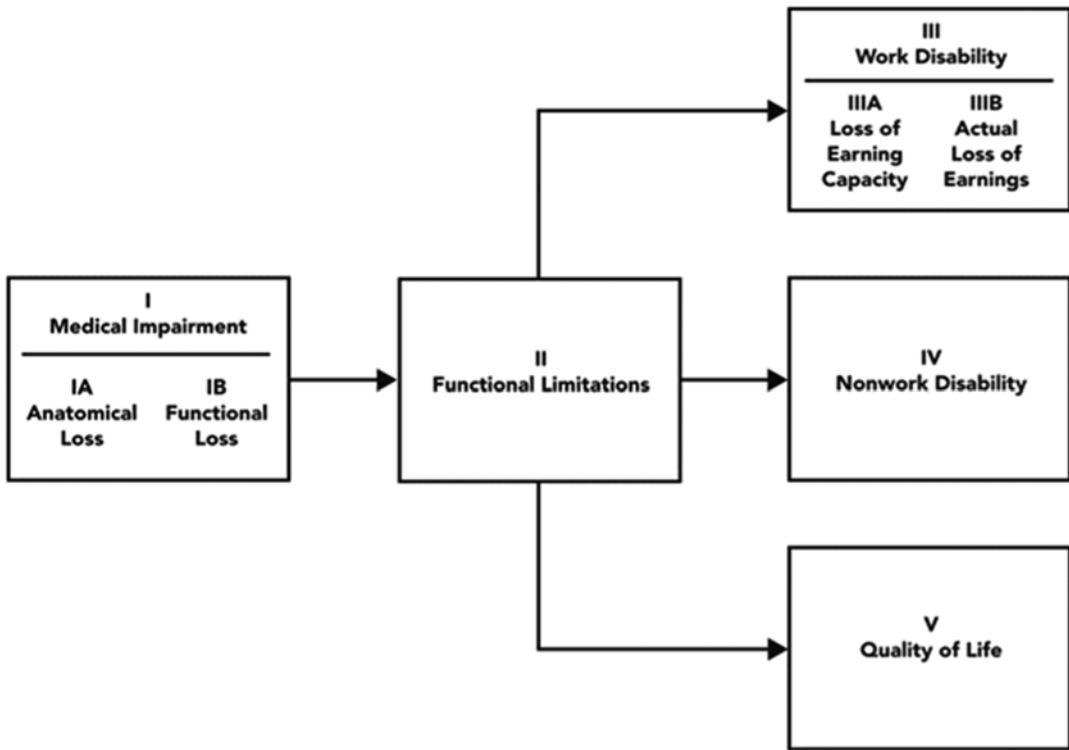 III
Work Disability
IIIA
Loss of
Earning
Capacity
IIIB
Actual
Loss of
Earnings
I
Medical Impairment
IA
Anatomical
Loss
IB
Functional
Loss
II
Functional Limitations
IV
Nonwork Disability
V
Quality of Life